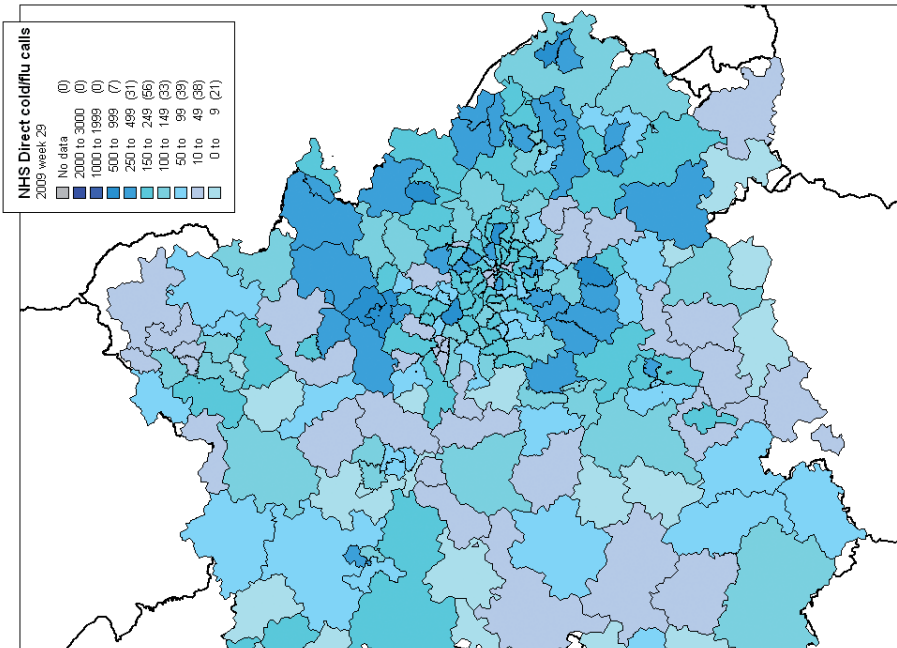 NHS Direct cold/flu calls
2009 week 29
No data (0)
2000 to 3000 (0)
1000 to 1999 (0)
500 to 999 (7)
250 to 499 (31)
150 to 249 (56)
100 to 149 (33)
50 to 99 (39)
10 to 49 (38)
0 to 9 (21)